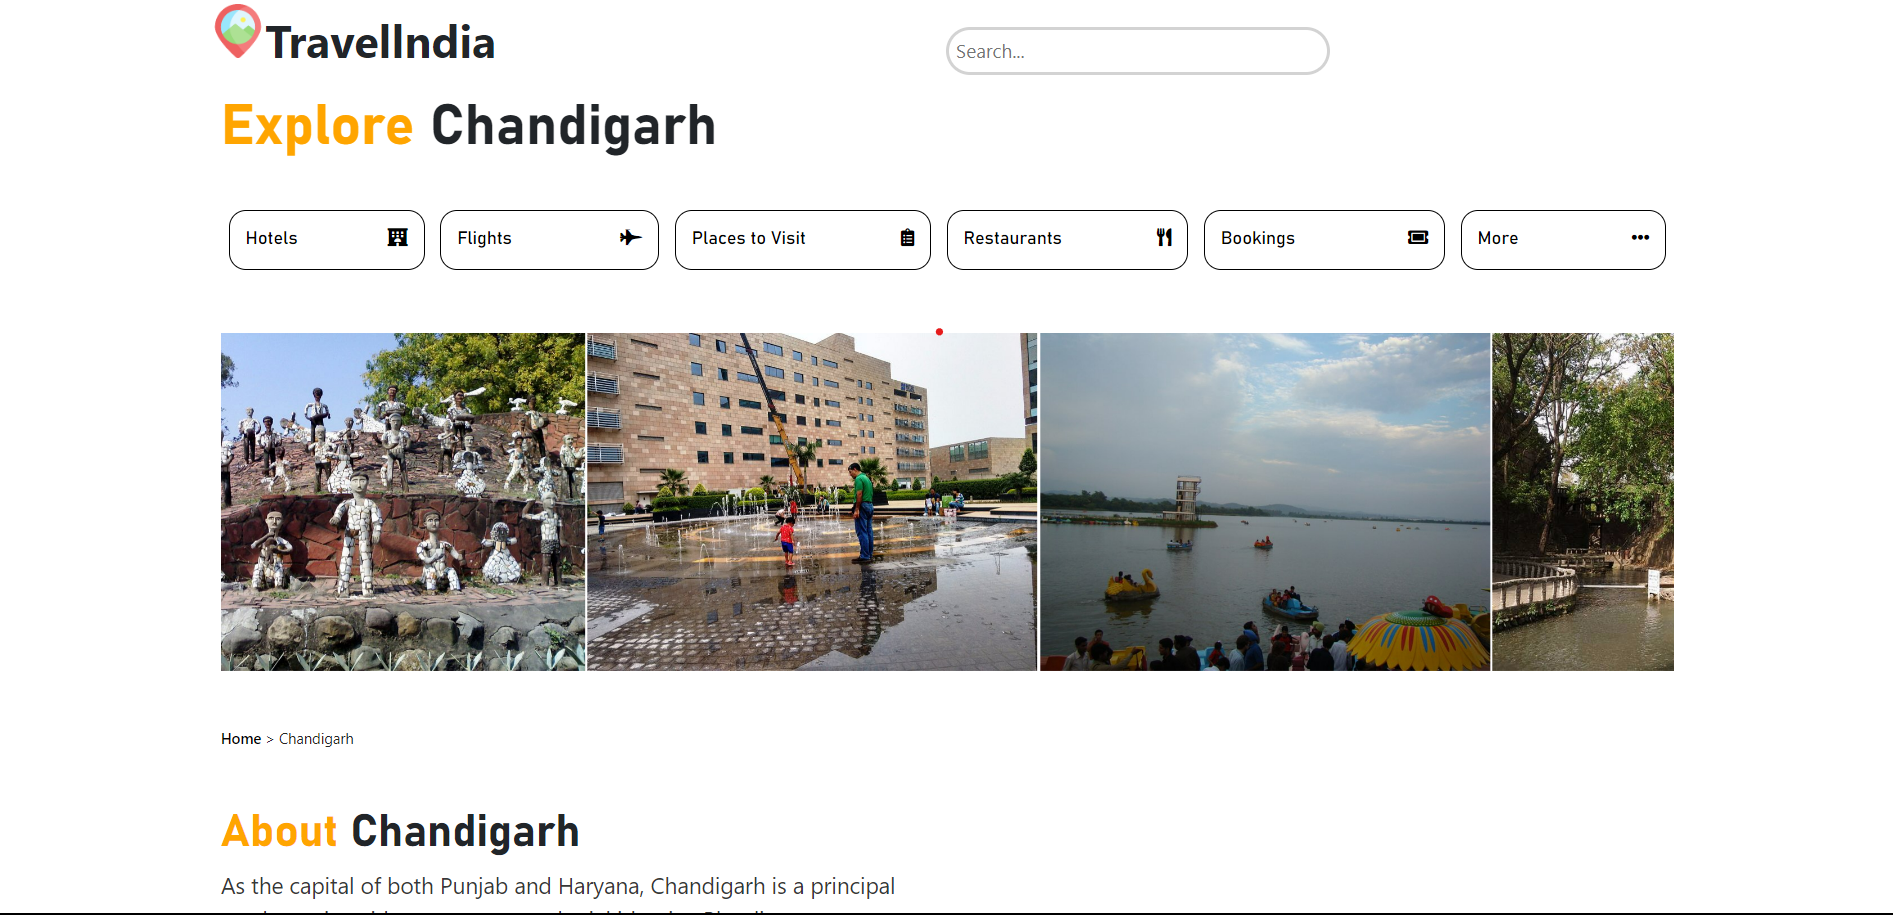 TravelIndia
Search...
Explore Chandigarh
Hotels
Flights
Places to Visit
Restaurants
Bookings
More
Home > Chandigarh
About Chandigarh
As the capital of both Punjab and Haryana, Chandigarh is a principal